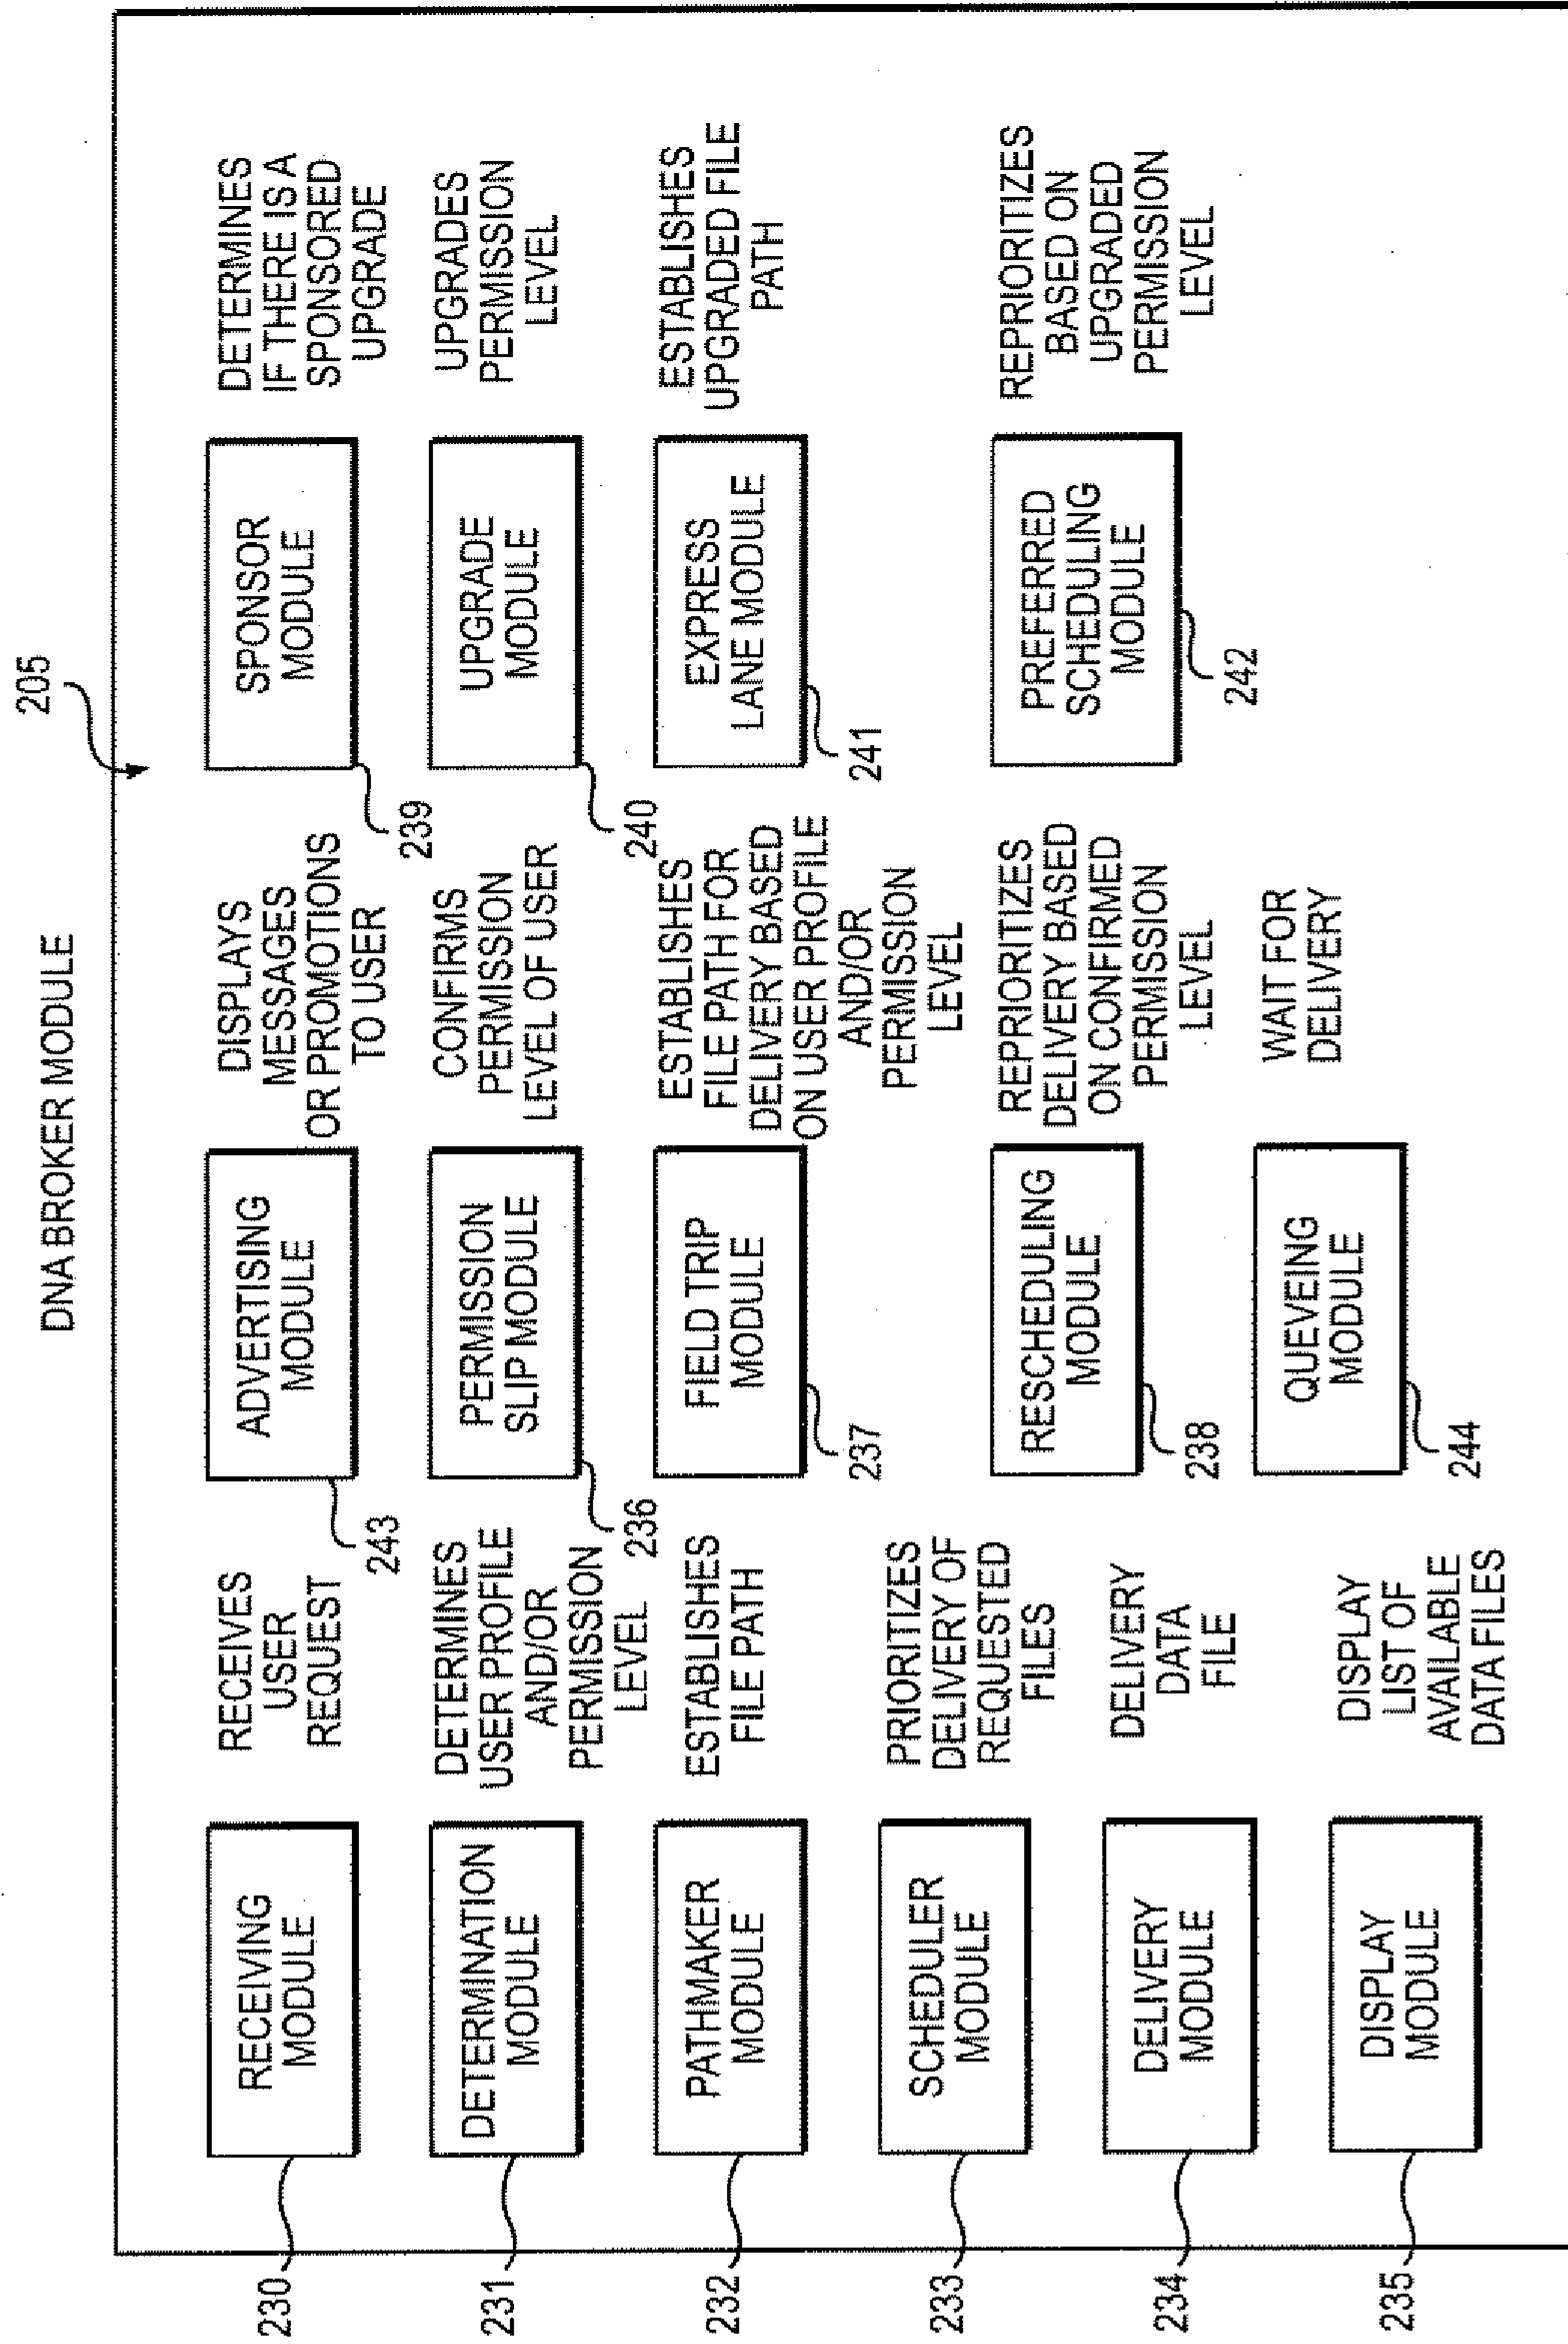 DNA BROKER MODULE
205
230
RECEIVING
MODULE
RECEIVES
USER
REQUEST
231
DETERMINATION
MODULE
DETERMINES
USER PROFILE
AND/OR
PERMISSION
LEVEL
232
PATHMAKER
MODULE
ESTABLISHES
FILE PATH
233
SCHEDULER
MODULE
PRIORITIZES
DELIVERY OF
REQUESTED
FILES
234
DELIVERY
MODULE
DELIVERY
DATA
FILE
235
DISPLAY
MODULE
DISPLAY
LIST OF
AVAILABLE
DATA FILES
243
ADVERTISING
MODULE
DISPLAYS
MESSAGES
OR PROMOTIONS
TO USER
236
PERMISSION
SLIP MODULE
CONFIRMS
PERMISSION
LEVEL OF USER
237
FIELD TRIP
MODULE
ESTABLISHES
FILE PATH FOR
DELIVERY BASED
ON USER PROFILE
AND/OR
PERMISSION
LEVEL
238
RESCHEDULING
MODULE
REPRIORITIZES
DELIVERY BASED
ON CONFIRMED
PERMISSION
LEVEL
244
QUEVEING
MODULE
WAIT FOR
DELIVERY
239
SPONSOR
MODULE
DETERMINES
IF THERE IS A
SPONSORED
UPGRADE
240
UPGRADE
MODULE
UPGRADES
PERMISSION
LEVEL
241
EXPRESS
LANE MODULE
ESTABLISHES
UPGRADED FILE
PATH
242
PREFERRED
SCHEDULING
MODULE
REPRIORITIZES
BASED ON
UPGRADED
PERMISSION
LEVEL